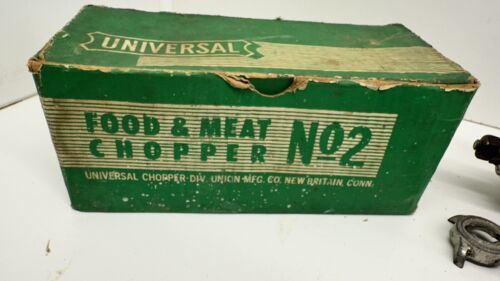 UNIVERSAL
FOOD & MEAT
CHOPPER NO2
UNIVERSAL CHOPPER DIV. UNION MFG. CO. NEW BRITAIN, CONN.